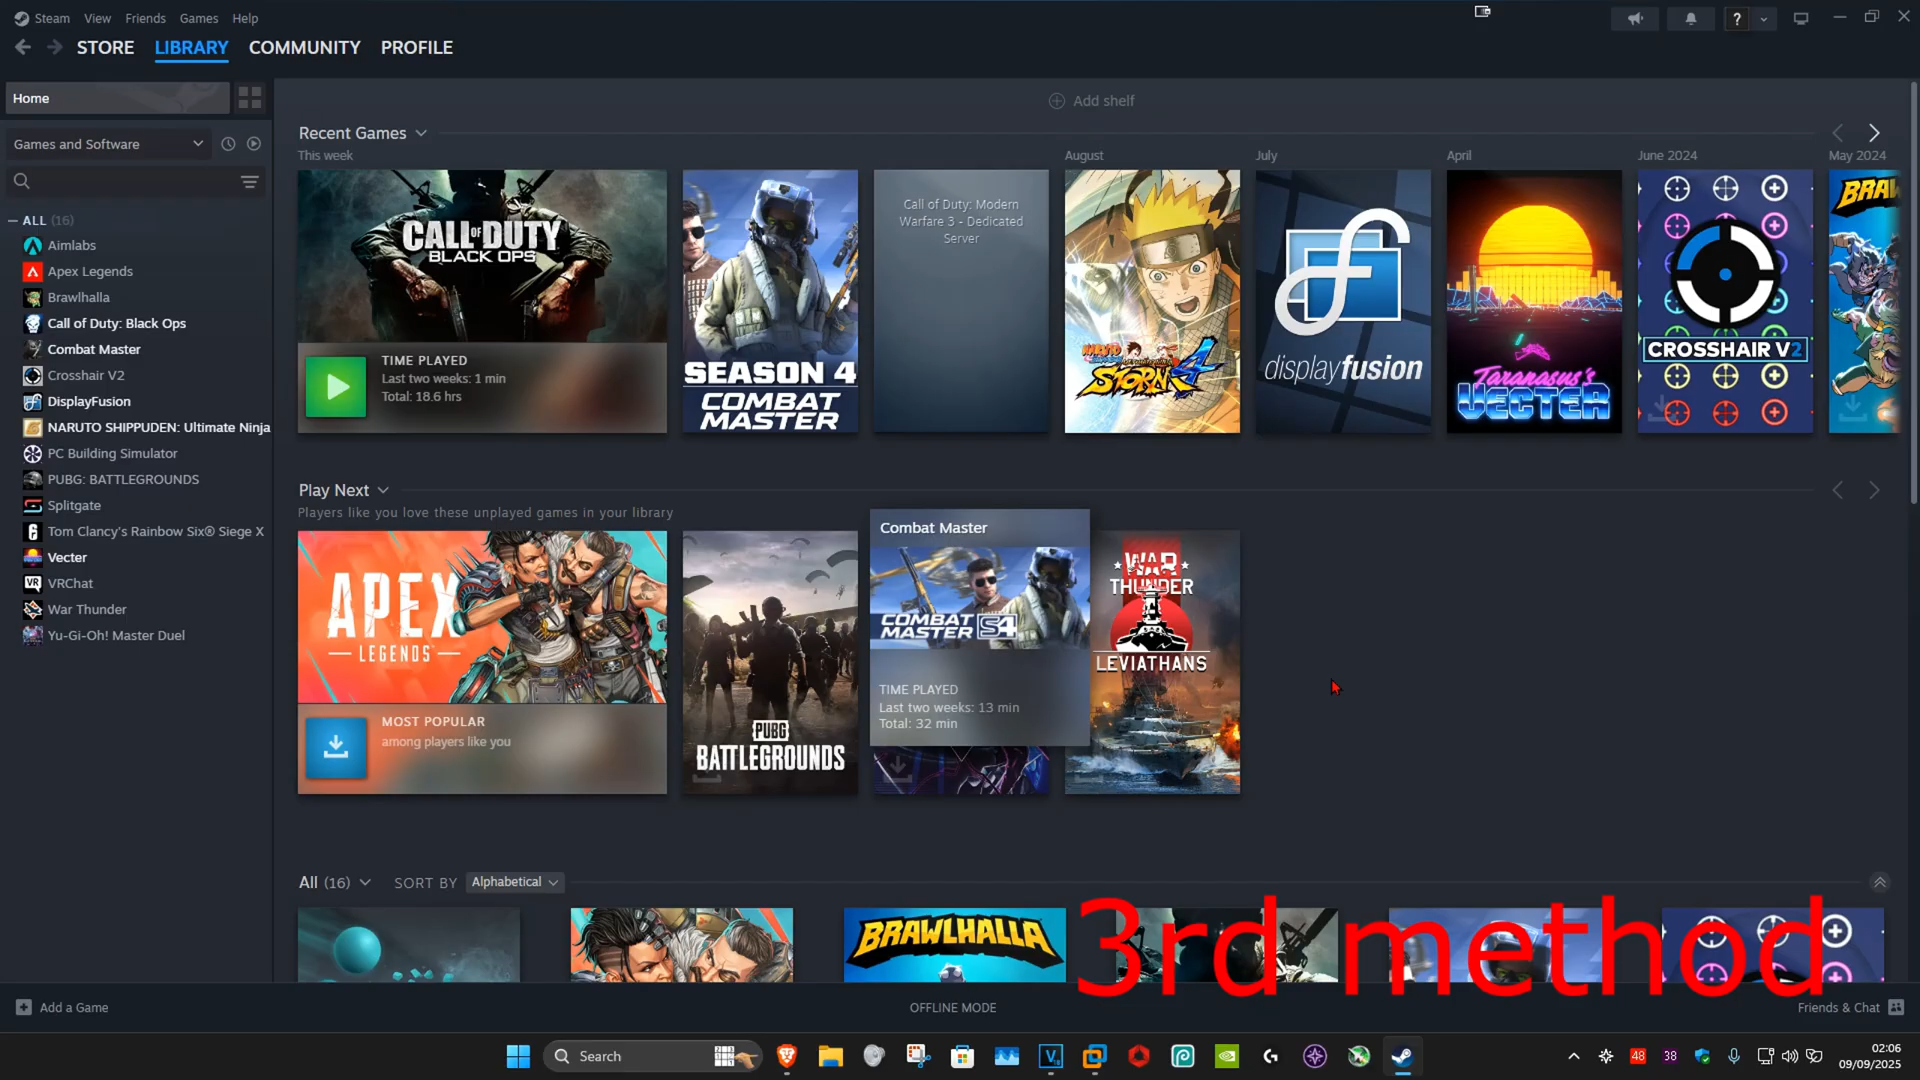 Steam View Friends Games Help
STORE LIBRARY COMMUNITY PROFILE
Home
Add shelf
Games and Software
Recent Games
This week
August
July
April
June 2024
May 2024
CALL OF DUTY
BLACK OPS
TIME PLAYED
Last two weeks: 1 min
Total: 18.6 hrs
SEASON 4
COMBAT
MASTER
Call of Duty: Modern
Warfare 3 - Dedicated
Server
STORM 4
displayfusion
VECTER
CROSSHAIR V2
ALL (16)
Aimlabs
Apex Legends
Brawlhalla
Call of Duty: Black Ops
Combat Master
Crosshair V2
DisplayFusion
NARUTO SHIPPUDEN: Ultimate Ninja
PC Building Simulator
PUBG: BATTLEGROUNDS
Splitgate
Tom Clancy's Rainbow Six® Siege X
Vecter
VRChat
War Thunder
Yu-Gi-Oh! Master Duel
Play Next
Players like you love these unplayed games in your library
APEX
LEGENDS
MOST POPULAR
among players like you
PUBG
BATTLEGROUNDS
Combat Master
COMBAT
MASTER S4
TIME PLAYED
Last two weeks: 13 min
Total: 32 min
WAR
THUNDER
LEVIATHANS
All (16) SORT BY Alphabetical
BRAWLHALLA
3rd method
Add a Game
OFFLINE MODE
Friends & Chat
Search
48
38
02:06
09/09/2025